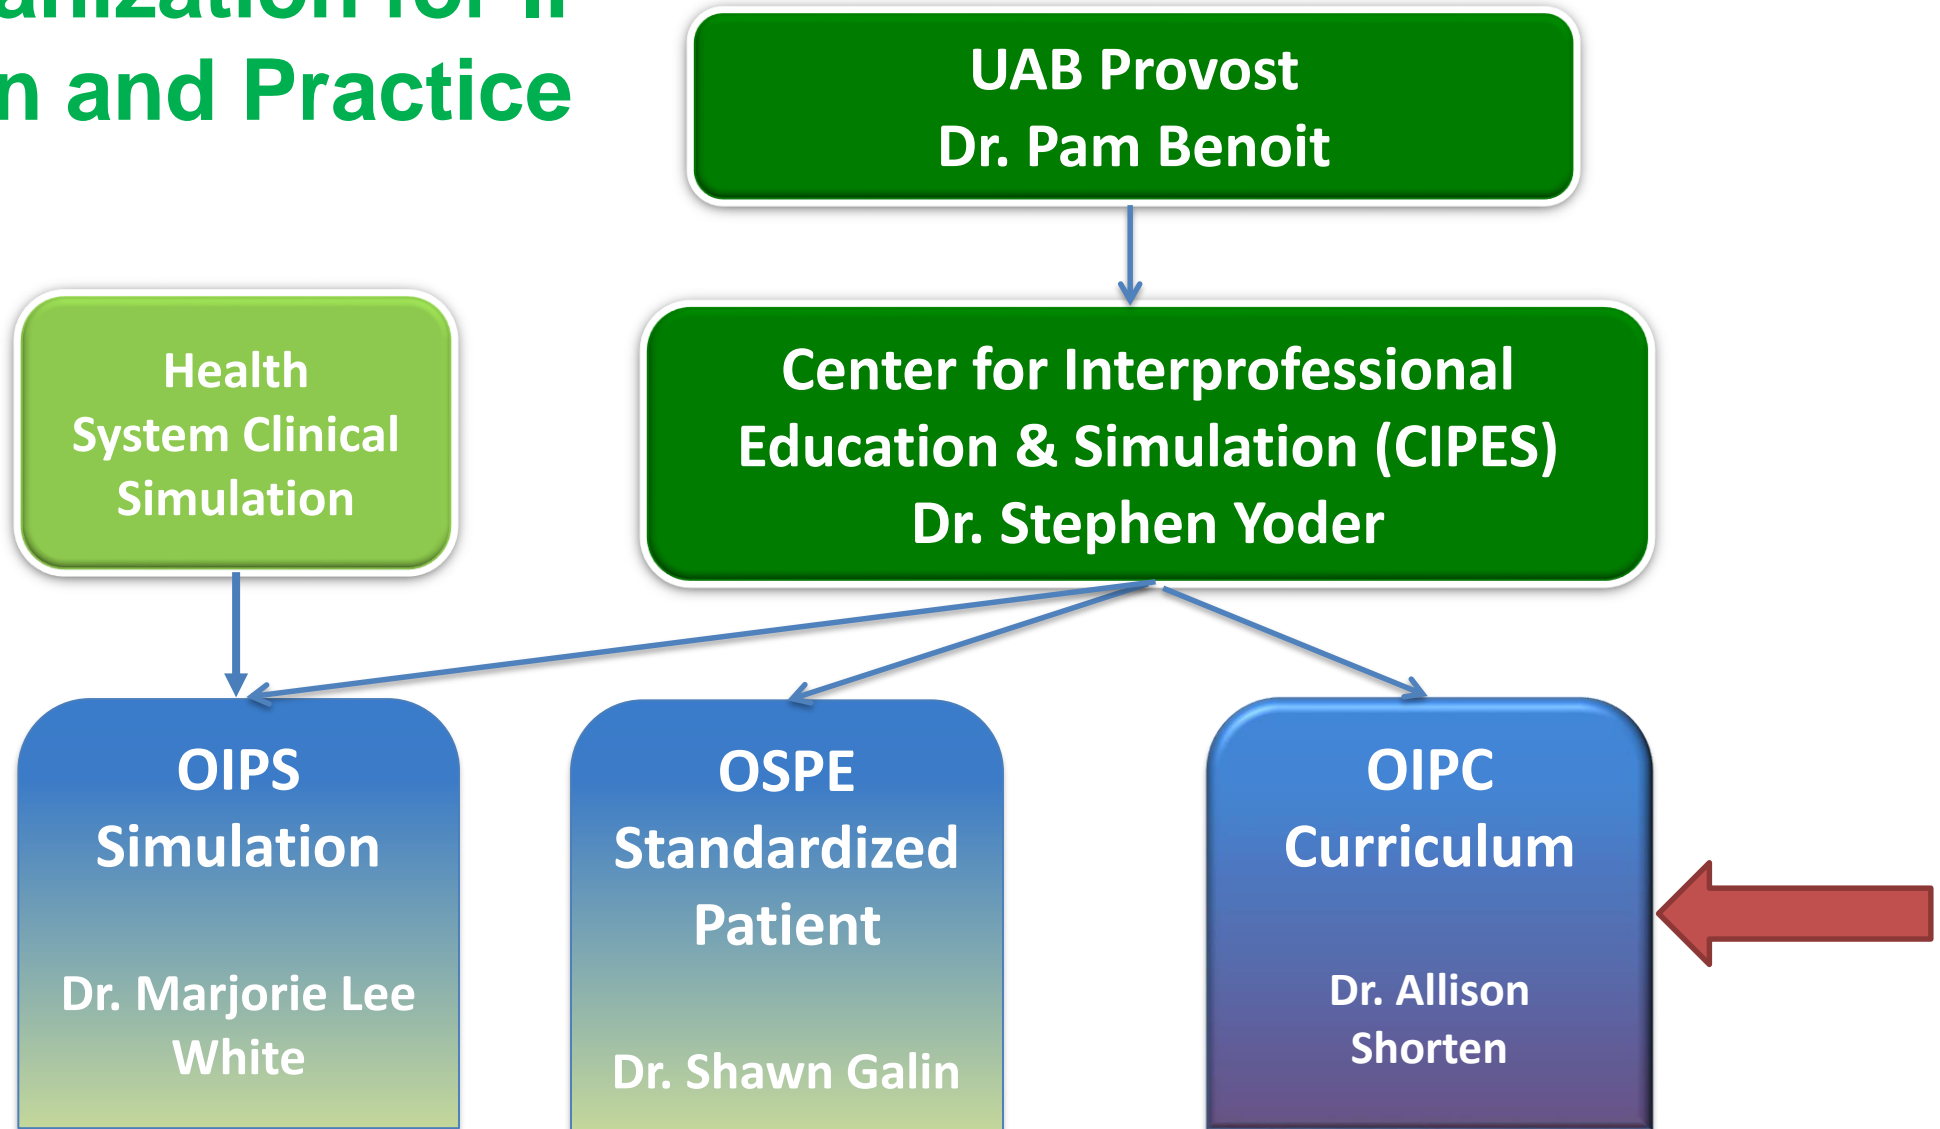 and Practice
UAB Provost
Dr. Pam Benoit
Health
System Clinical
Simulation
Center for Interprofessional
Education & Simulation (CIPES)
Dr. Stephen Yoder
OIPS
Simulation
Dr. Marjorie Lee
White
OSPE
Standardized
Patient
Dr. Shawn Galin
OIPC
Curriculum
Dr. Allison
Shorten